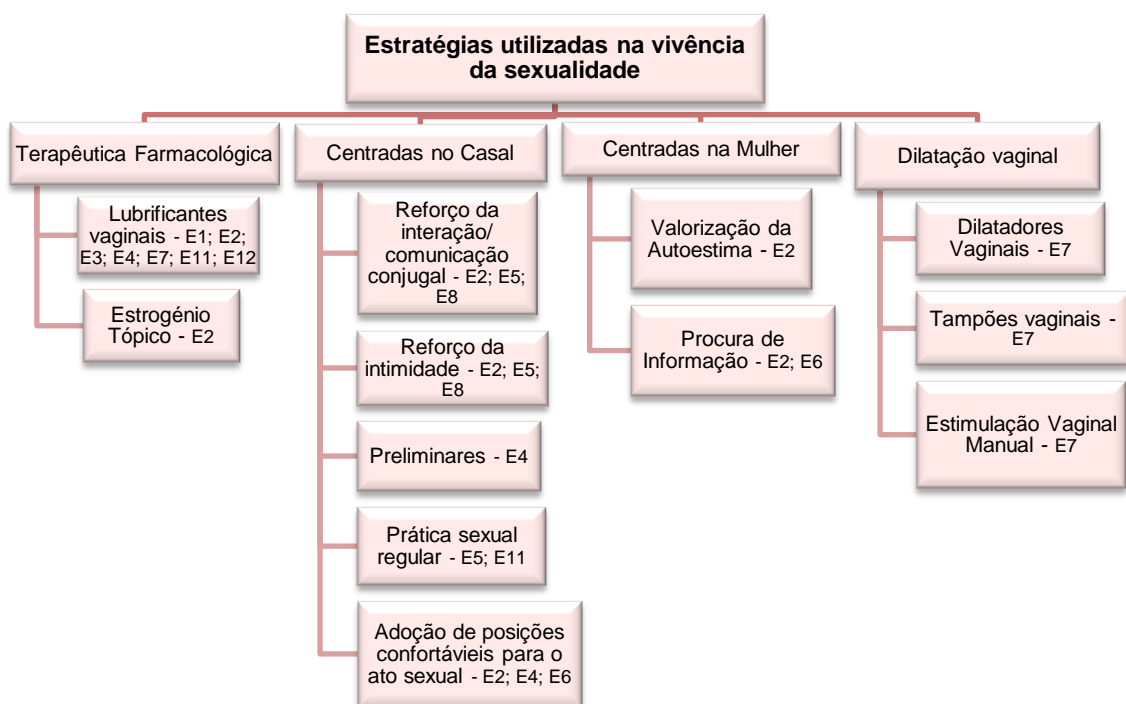 Estratégias utilizadas na vivência
da sexualidade
Terapêutica Farmacológica
Lubrificantes
vaginais - E1; E2;
E3; E4; E7; E11; E12
Estrogénio
Tópico - E2
Centradas no Casal
Reforço da
interação/
comunicação
conjugal - E2; E5;
E8
Reforço da
intimidade - E2; E5;
E8
Preliminares - E4
Prática sexual
regular - E5; E11
Adoção de posições
confortávieis para o
ato sexual - E2; E4; E6
Centradas na Mulher
Valorização da
Autoestima - E2
Procura de
Informação - E2; E6
Dilatação vaginal
Dilatadores
Vaginais - E7
Tampões vaginais -
E7
Estimulação Vaginal
Manual - E7